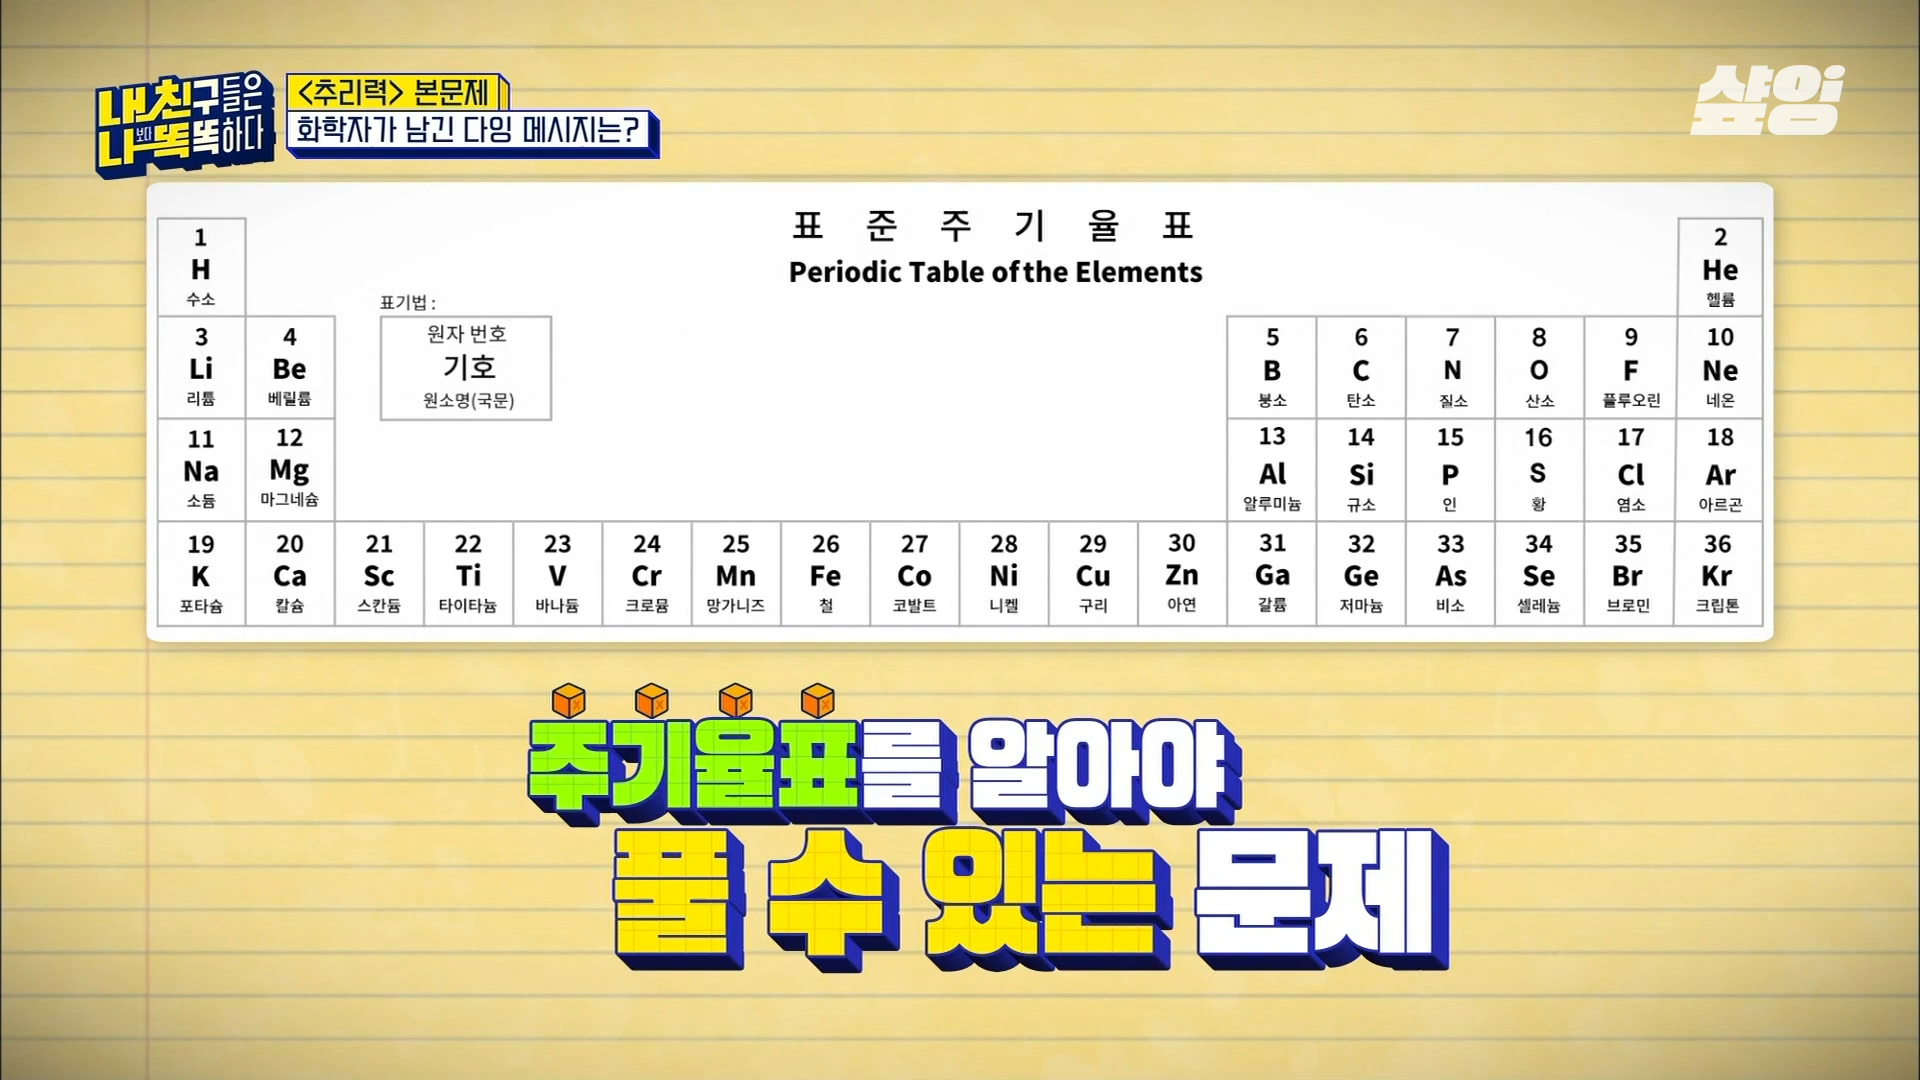 내 친구들은
나보다 똑똑하다
<추리력> 본문제
화학자가 남긴 다잉 메시지는?
샾잉
표 준 주 기 율 표
Periodic Table of the Elements
표기법 :
원자 번호
기호
원소명(국문)
1 2
H He
수소 헬륨
3 4 5 6 7 8 9 10
Li Be B C N O F Ne
리튬 베릴륨 붕소 탄소 질소 산소 플루오린 네온
11 12 13 14 15 16 17 18
Na Mg Al Si P S Cl Ar
소듐 마그네슘 알루미늄 규소 인 황 염소 아르곤
19 20 21 22 23 24 25 26 27 28 29 30 31 32 33 34 35 36
K Ca Sc Ti V Cr Mn Fe Co Ni Cu Zn Ga Ge As Se Br Kr
포타슘 칼슘 스칸듐 타이타늄 바나듐 크로뮴 망가니즈 철 코발트 니켈 구리 아연 갈륨 저마늄 비소 셀레늄 브로민 크립톤
주기율표를 알아야
풀 수 있는 문제